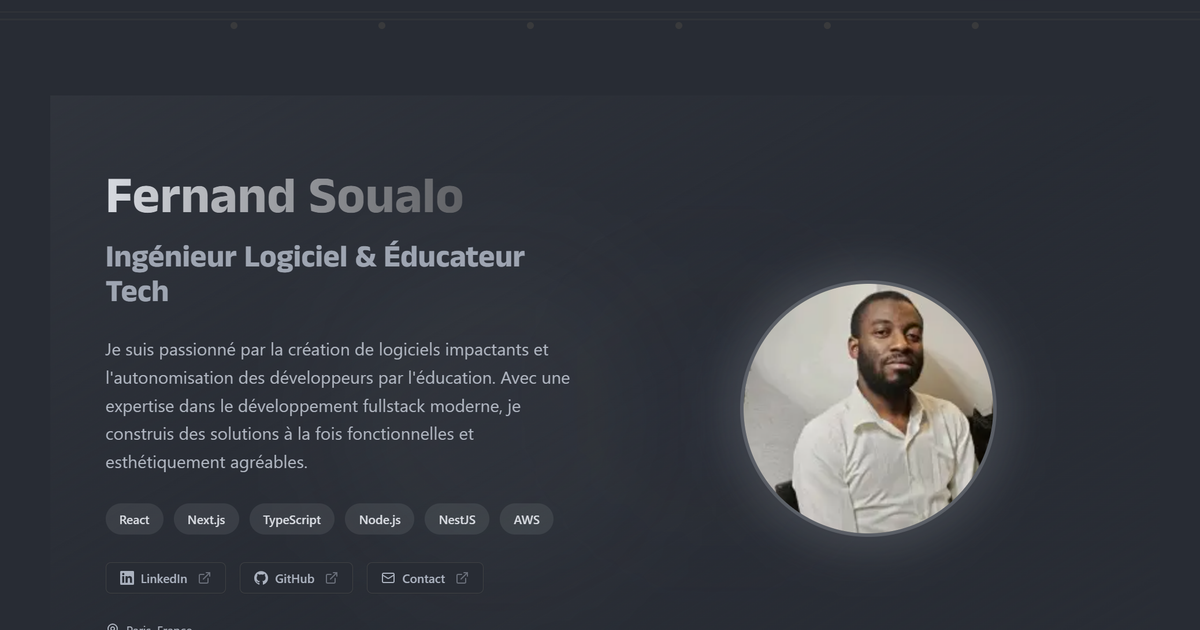 Fernand Soualo
Ingénieur Logiciel & Éducateur
Tech
Je suis passionné par la création de logiciels impactants et
l'autonomisation des développeurs par l'éducation. Avec une
expertise dans le développement fullstack moderne, je
construis des solutions à la fois fonctionnelles et
esthétiquement agréables.
React Next.js TypeScript Node.js NestJS AWS
LinkedIn GitHub Contact
Paris, France